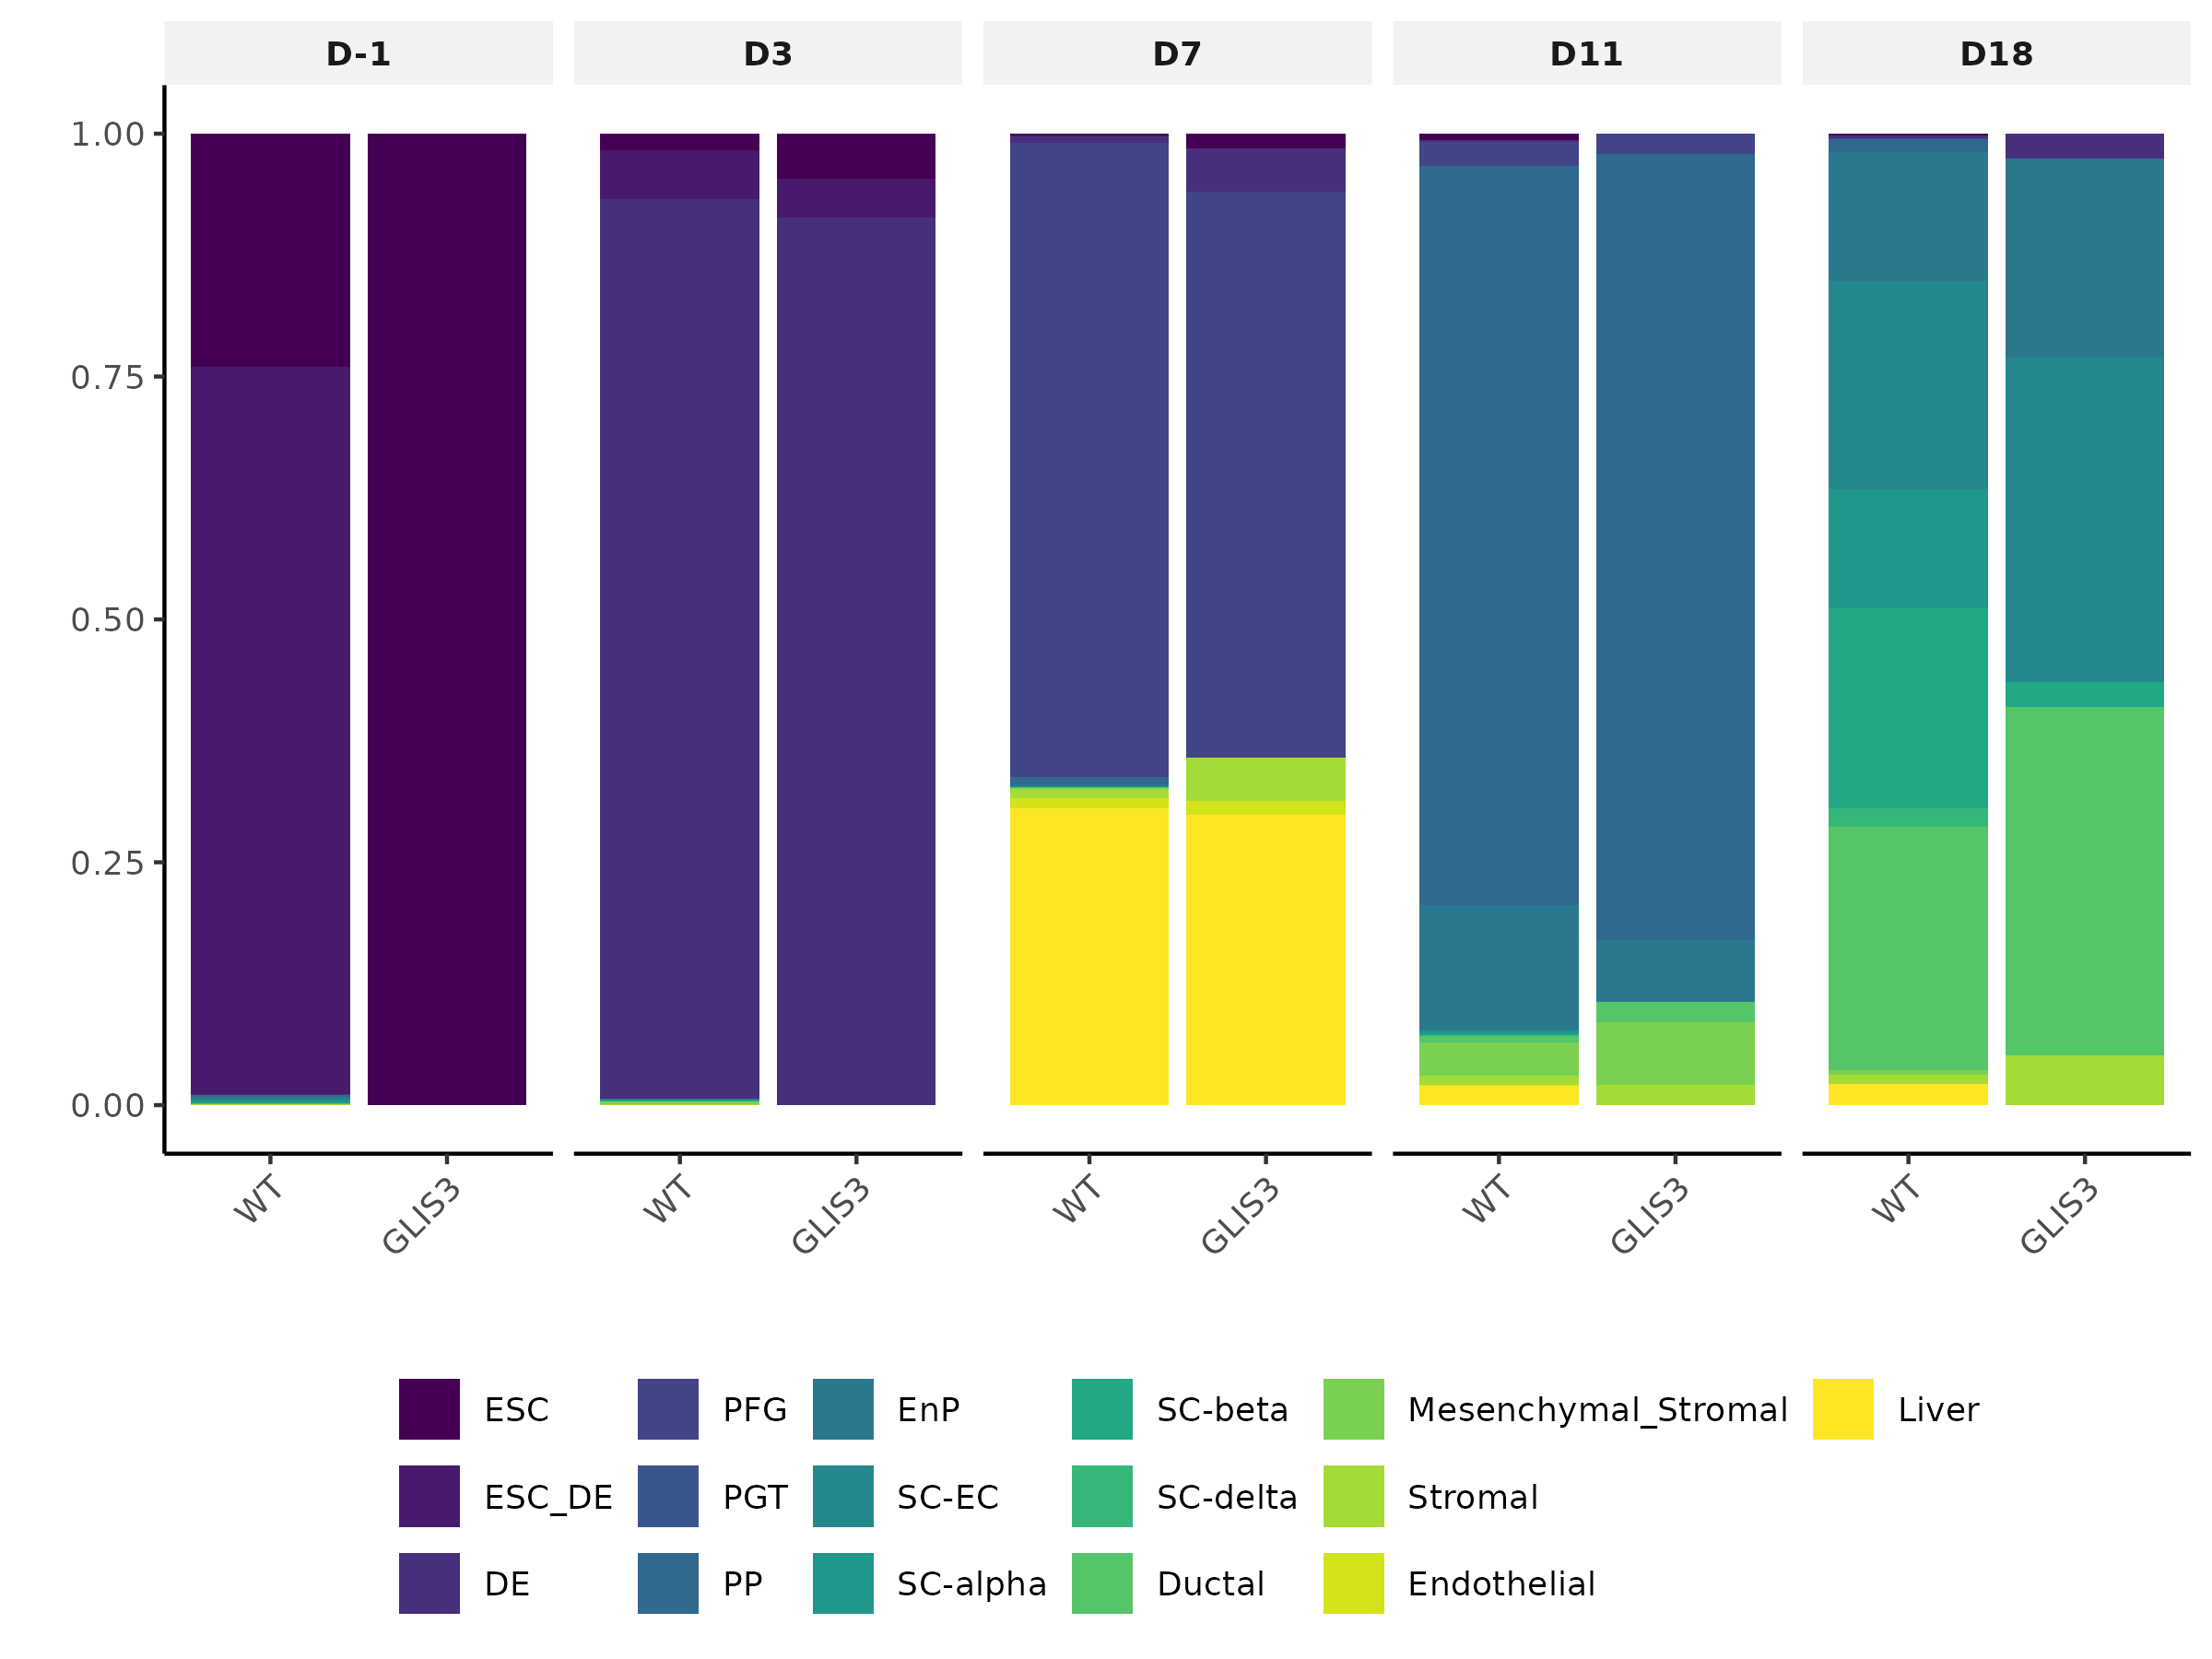 D-1 D3 D7 D11 D18
1.00
0.75
0.50
0.25
0.00
WT GLIS3 WT GLIS3 WT GLIS3 WT GLIS3 WT GLIS3
ESC PFG EnP SC-beta Mesenchymal_Stromal Liver
ESC_DE PGT SC-EC SC-delta Stromal
DE PP SC-alpha Ductal Endothelial